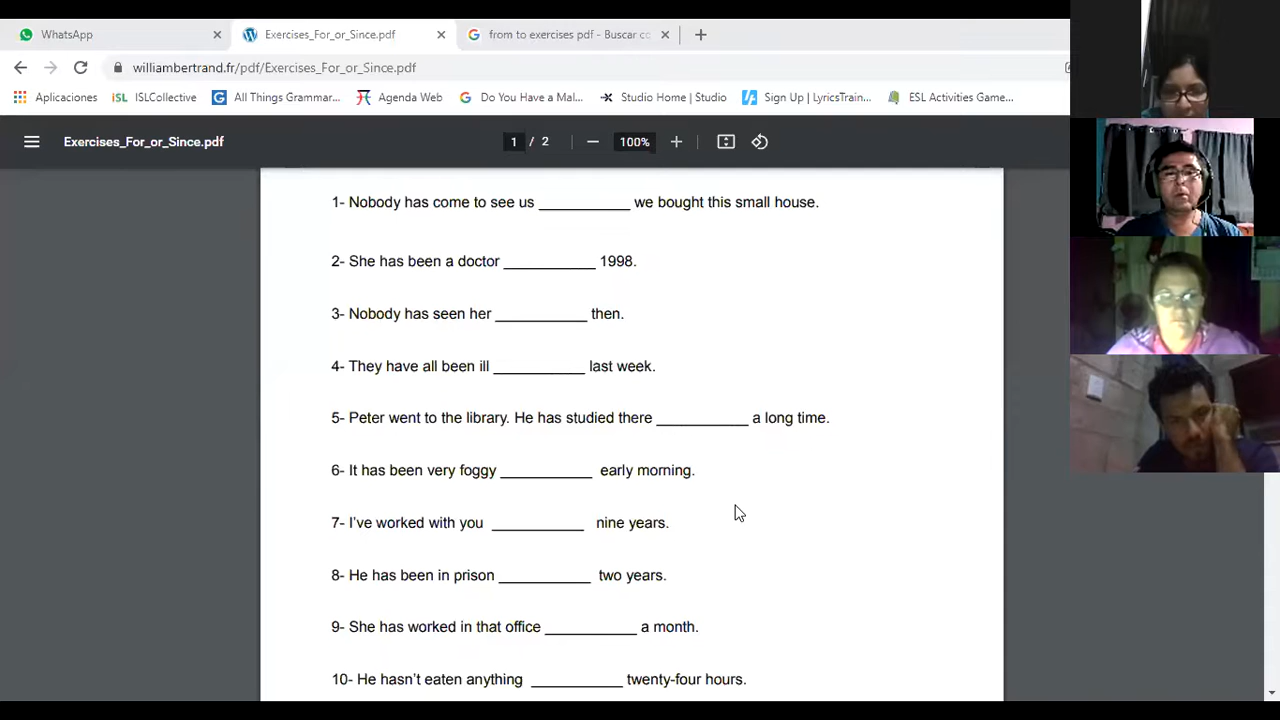 WhatsApp
Exercises_For_or_Since.pdf
from to exercises pdf - Buscar cc
williambertrand.fr/pdf/Exercises_For_or_Since.pdf
Aplicaciones iSL ISLCollective All Things Grammar... Agenda Web Do You Have a Mal... Studio Home | Studio Sign Up | LyricsTrain... ESL Activities Game...
Exercises_For_or_Since.pdf 1 / 2 100%
1- Nobody has come to see us ___________ we bought this small house.
2- She has been a doctor ___________ 1998.
3- Nobody has seen her ___________ then.
4- They have all been ill ___________ last week.
5- Peter went to the library. He has studied there ___________ a long time.
6- It has been very foggy ___________ early morning.
7- I’ve worked with you ___________ nine years.
8- He has been in prison ___________ two years.
9- She has worked in that office ___________ a month.
10- He hasn’t eaten anything ___________ twenty-four hours.